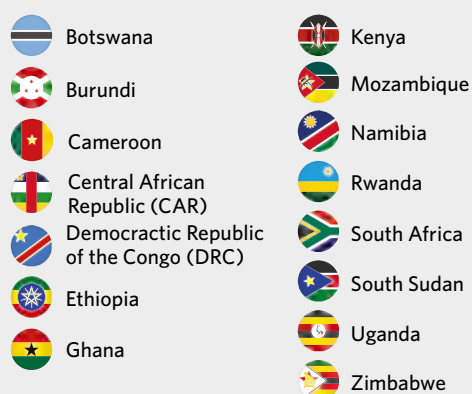 Botswana
Burundi
Cameroon
Central African
Republic (CAR)
Democractic Republic
of the Congo (DRC)
Ethiopia
Ghana
Kenya
Mozambique
Namibia
Rwanda
South Africa
South Sudan
Uganda
Zimbabwe